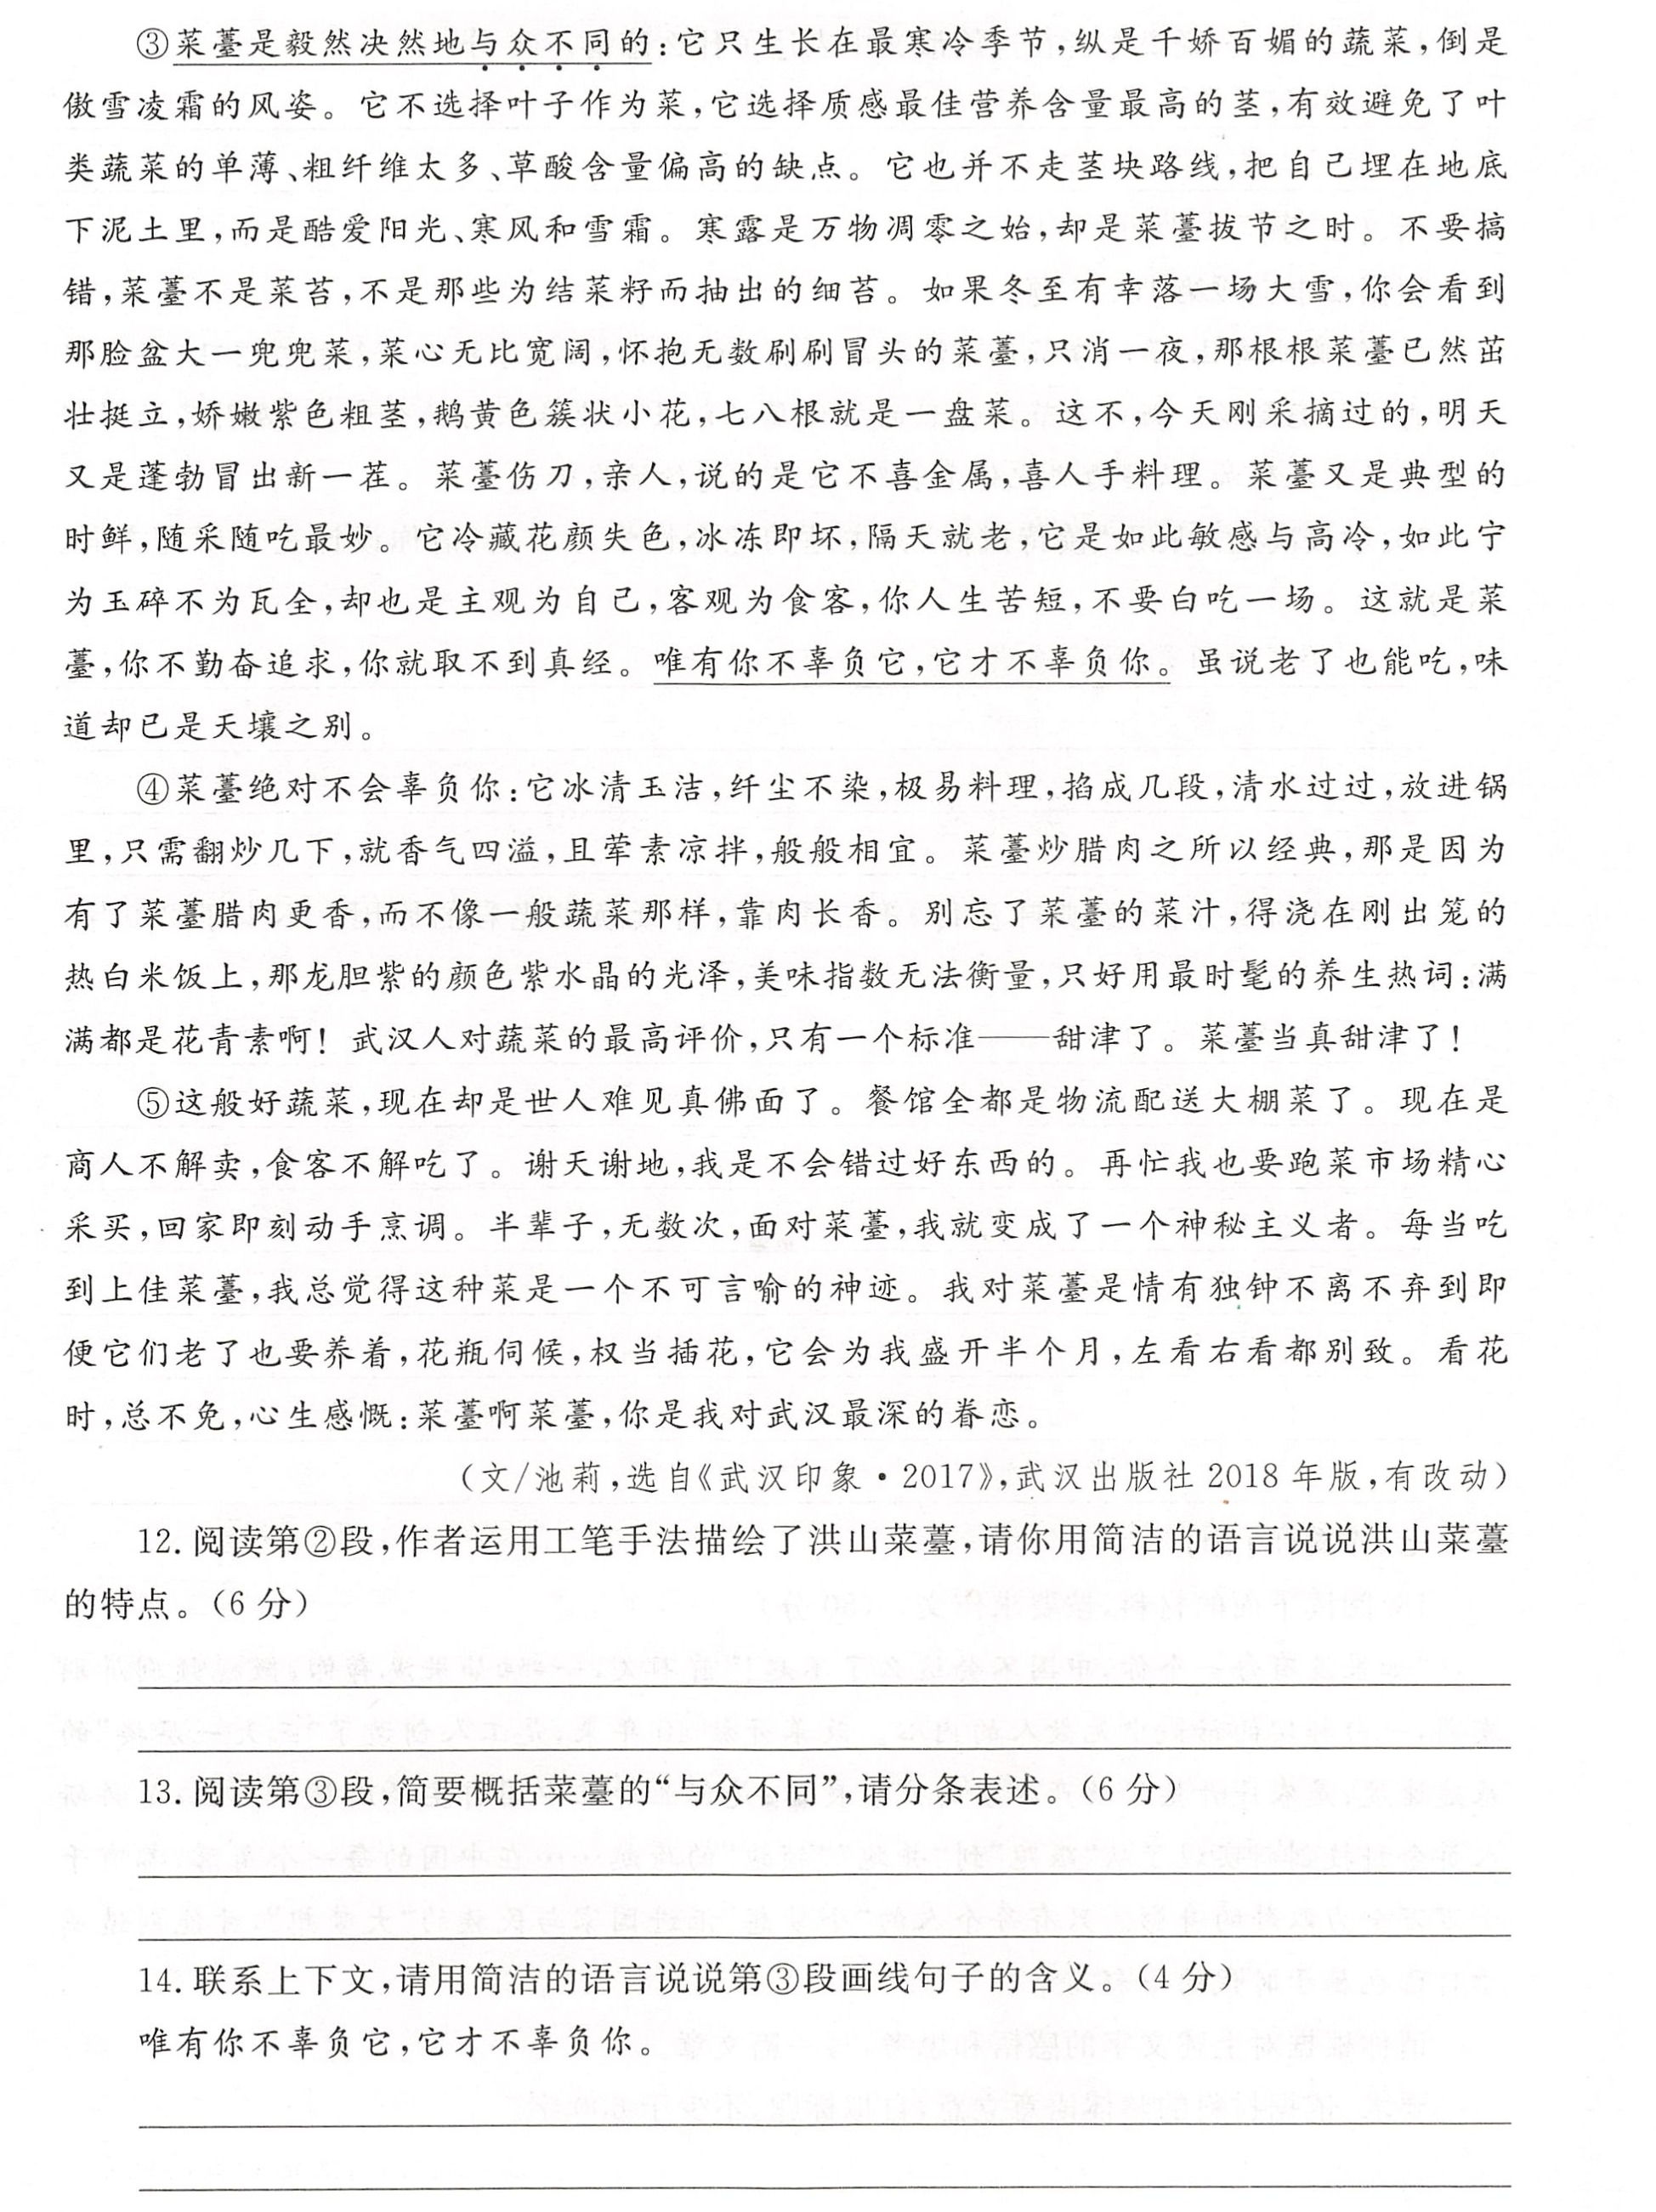 ③菜薹是毅然决然地与众不同的:它只生长在最寒冷季节,纵是千娇百媚的蔬菜,倒是
傲雪凌霜的风姿。它不选择叶子作为菜,它选择质感最佳营养含量最高的茎,有效避免了叶
类蔬菜的单薄、粗纤维太多、草酸含量偏高的缺点。它也并不走茎块路线,把自己埋在地底
下泥土里,而是酷爱阳光、寒风和雪霜。寒露是万物凋零之始,却是菜薹拔节之时。不要搞
错,菜薹不是菜苔,不是那些为结菜籽而抽出的细苔。如果冬至有幸落一场大雪,你会看到
那脸盆大一兜兜菜,菜心无比宽阔,怀抱无数刷刷冒头的菜薹,只消一夜,那根根菜薹已然茁
壮挺立,娇嫩紫色粗茎,鹅黄色簇状小花,七八根就是一盘菜。这不,今天刚采摘过的,明天
又是蓬勃冒出新一茬。菜薹伤刀,亲人,说的是它不喜金属,喜人手料理。菜薹又是典型的
时鲜,随采随吃最妙。它冷藏花颜失色,冰冻即坏,隔天就老,它是如此敏感与高冷,如此宁
为玉碎不为瓦全,却也是主观为自己,客观为食客,你人生苦短,不要白吃一场。这就是菜
薹,你不勤奋追求,你就取不到真经。唯有你不辜负它,它才不辜负你。虽说老了也能吃,味
道却已是天壤之别。
④菜薹绝对不会辜负你:它冰清玉洁,纤尘不染,极易料理,掐成几段,清水过过,放进锅
里,只需翻炒几下,就香气四溢,且荤素凉拌,般般相宜。菜薹炒腊肉之所以经典,那是因为
有了菜薹腊肉更香,而不像一般蔬菜那样,靠肉长香。别忘了菜薹的菜汁,得浇在刚出笼的
热白米饭上,那龙胆紫的颜色紫水晶的光泽,美味指数无法衡量,只好用最时髦的养生热词:满
满都是花青素啊!武汉人对蔬菜的最高评价,只有一个标准——甜津了。菜薹当真甜津了!
⑤这般好蔬菜,现在却是世人难见真佛面了。餐馆全都是物流配送大棚菜了。现在是
商人不解卖,食客不解吃了。谢天谢地,我是不会错过好东西的。再忙我也要跑菜市场精心
采买,回家即刻动手烹调。半辈子,无数次,面对菜薹,我就变成了一个神秘主义者。每当吃
到上佳菜薹,我总觉得这种菜是一个不可言喻的神迹。我对菜薹是情有独钟不离不弃到即
便它们老了也要养着,花瓶伺候,权当插花,它会为我盛开半个月,左看右看都别致。看花
时,总不免,心生感慨:菜薹啊菜薹,你是我对武汉最深的眷恋。
(文/池莉,选自《武汉印象·2017》,武汉出版社 2018 年版,有改动)
12. 阅读第②段,作者运用工笔手法描绘了洪山菜薹,请你用简洁的语言说说洪山菜薹
的特点。(6 分)
13. 阅读第③段,简要概括菜薹的“与众不同”,请分条表述。(6 分)
14. 联系上下文,请用简洁的语言说说第③段画线句子的含义。(4 分)
唯有你不辜负它,它才不辜负你。